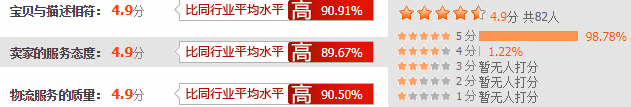 宝贝与描述相符： 4.9分 比同行业平均水平 高 90.91%
卖家的服务态度： 4.9分 比同行业平均水平 高 89.67%
物流服务的质量： 4.9分 比同行业平均水平 高 90.50%
4.9分 共82人
5 分 98.78%
4 分 1.22%
3 分 暂无人打分
2 分 暂无人打分
1 分 暂无人打分